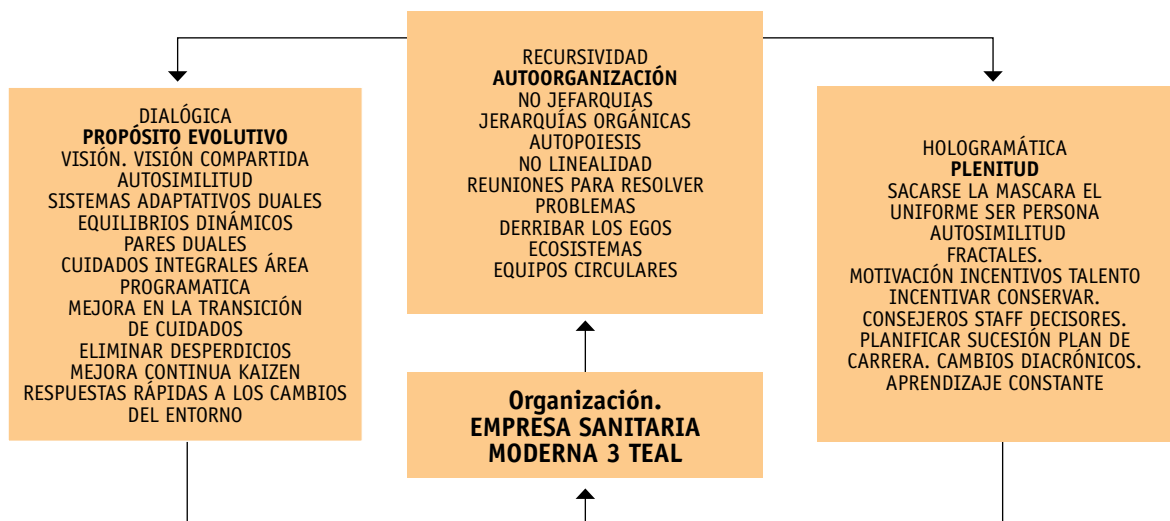 DIALÓGICA
PROPÓSITO EVOLUTIVO
VISIÓN. VISIÓN COMPARTIDA
AUTOSIMILITUD
SISTEMAS ADAPTATIVOS DUALES
EQUILIBRIOS DINÁMICOS
PARES DUALES
CUIDADOS INTEGRALES ÁREA
PROGRAMATICA
MEJORA EN LA TRANSICIÓN
DE CUIDADOS
ELIMINAR DESPERDICIOS
MEJORA CONTINUA KAIZEN
RESPUESTAS RÁPIDAS A LOS CAMBIOS
DEL ENTORNO
RECURSIVIDAD
AUTOORGANIZACIÓN
NO JEFARQUIAS
JERARQUÍAS ORGÁNICAS
AUTOPOIESIS
NO LINEALIDAD
REUNIONES PARA RESOLVER
PROBLEMAS
DERRIBAR LOS EGOS
ECOSISTEMAS
EQUIPOS CIRCULARES
Organización.
EMPRESA SANITARIA
MODERNA 3 TEAL
HOLOGRAMÁTICA
PLENITUD
SACARSE LA MASCARA EL
UNIFORME SER PERSONA
AUTOSIMILITUD
FRACTALES.
MOTIVACIÓN INCENTIVOS TALENTO
INCENTIVAR CONSERVAR.
CONSEJEROS STAFF DECISORES.
PLANIFICAR SUCESIÓN PLAN DE
CARRERA. CAMBIOS DIACRÓNICOS.
APRENDIZAJE CONSTANTE